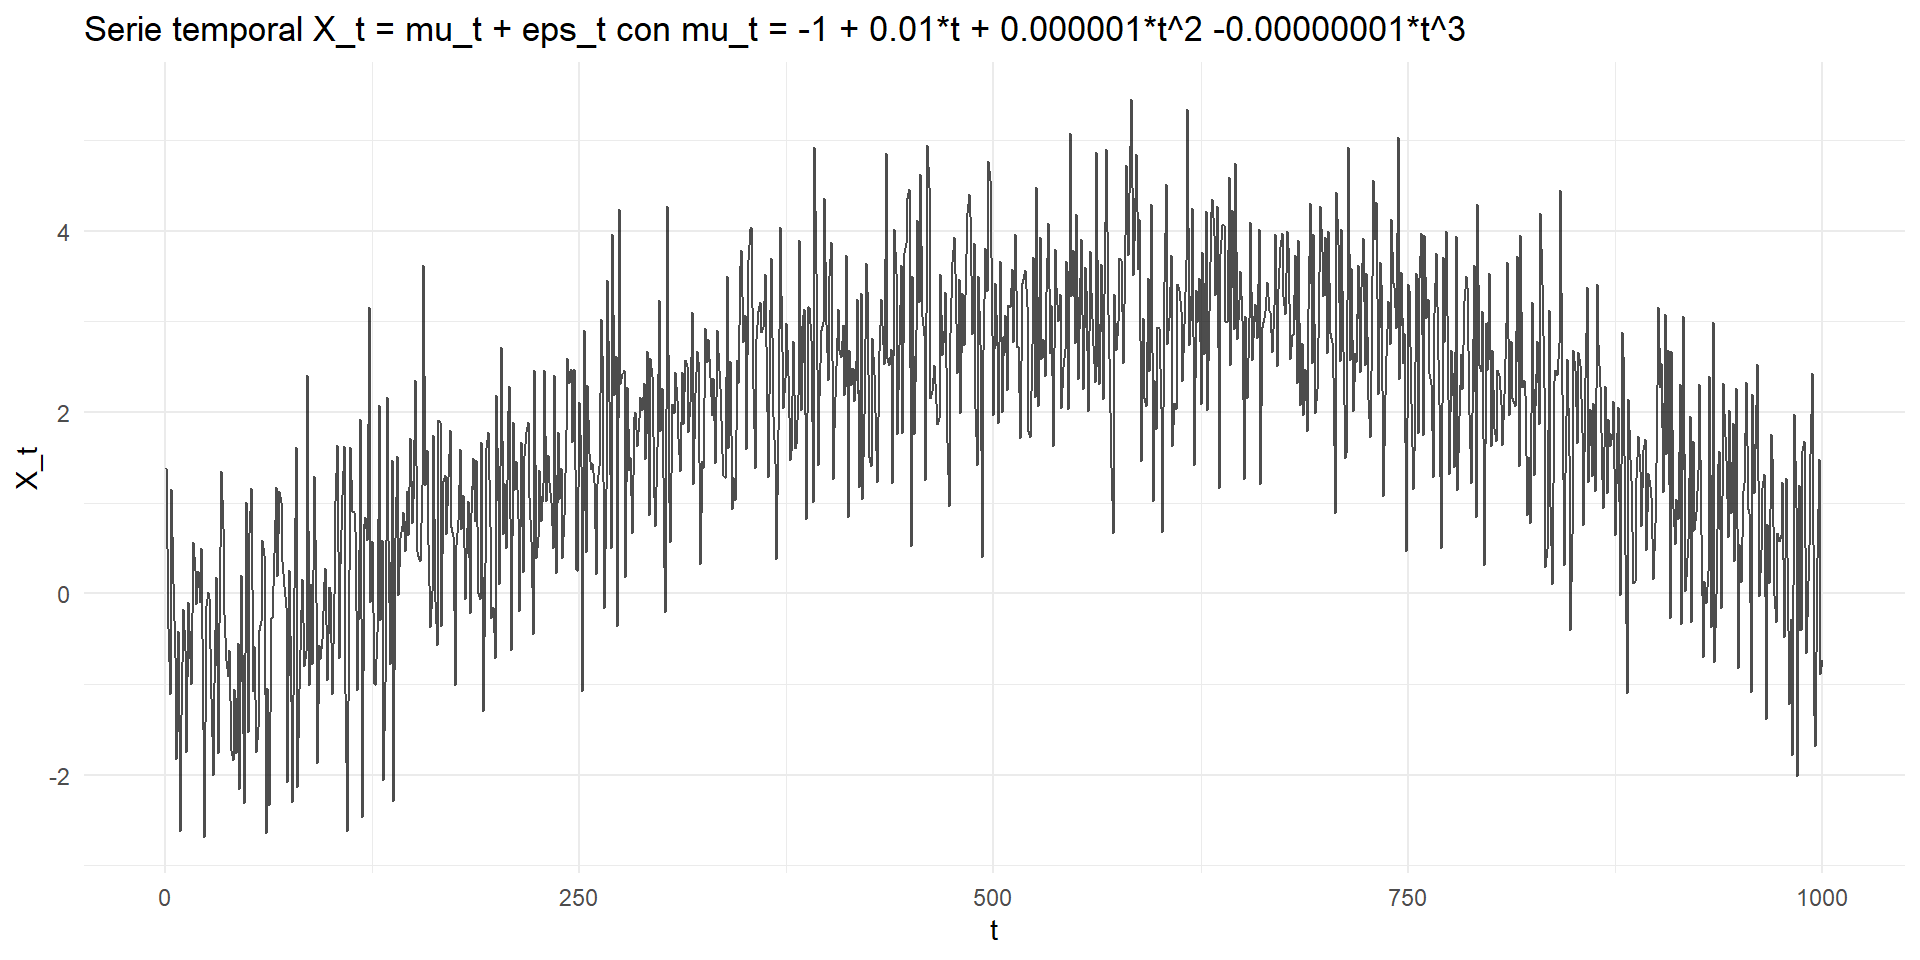 Serie temporal X_t = mu_t + eps_t con mu_t = -1 + 0.01*t + 0.000001*t^2 -0.00000001*t^3
4
2
0
-2
X_t
0 250 500 750 1000
t